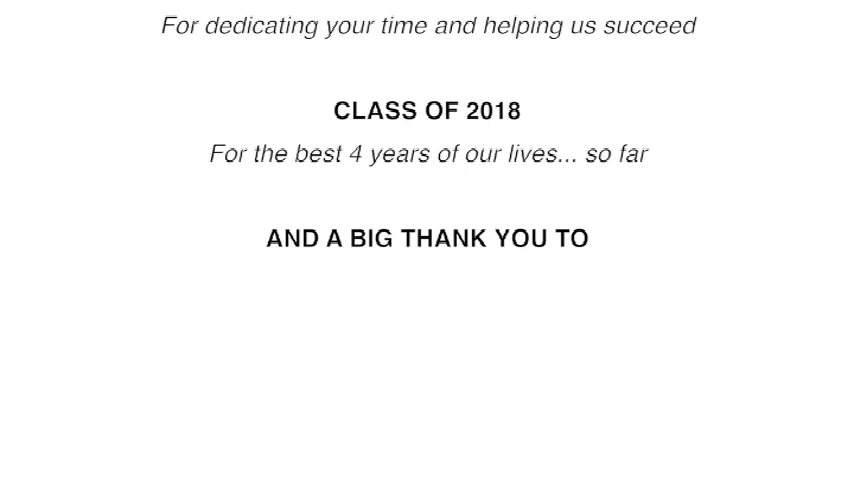 For dedicating your time and helping us succeed
CLASS OF 2018
For the best 4 years of our lives... so far
AND A BIG THANK YOU TO